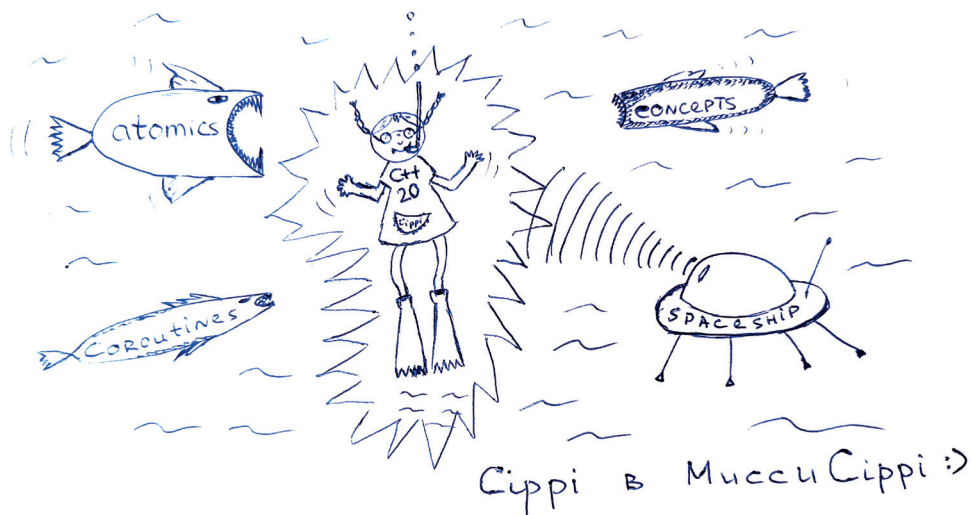 atomics
CONCEPTS
C++
20
Cippi
SPACESHIP
COROUTINES
Cippi в МиссиCippi :)